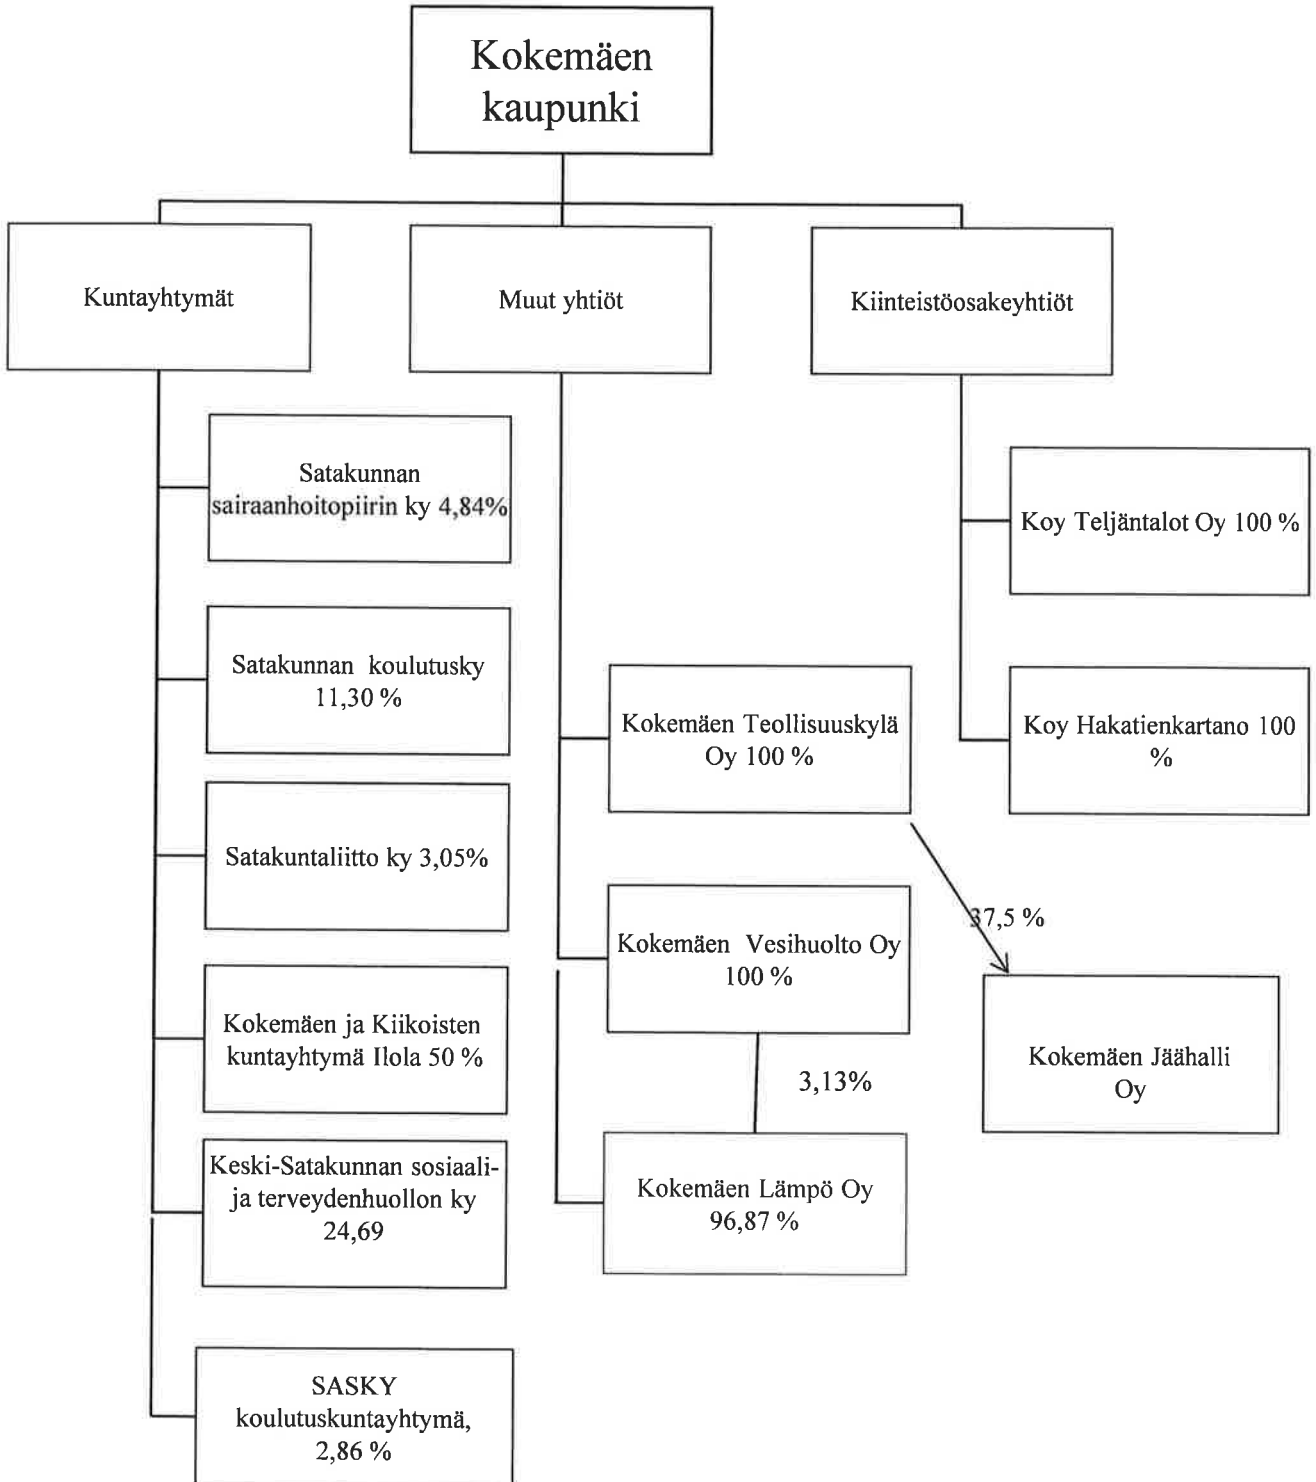 Kokemäen
kaupunki
Kuntayhtymät
Muut yhtiöt
Kiinteistöosakeyhtiöt
Satakunnan
sairaanhoitopiirin ky 4,84%
Satakunnan koulutusky
11,30 %
Satakuntaliitto ky 3,05%
Kokemäen ja Kiikoisten
kuntayhtymä Ilola 50 %
Keski-Satakunnan sosiaali-
ja terveydenhuollon ky
24,69
SASKY
koulutuskuntayhtymä,
2,86 %
Kokemäen Teollisuuskylä
Oy 100 %
Kokemäen Vesihuolto Oy
100 %
3,13%
Kokemäen Lämpö Oy
96,87 %
Koy Teljäntalot Oy 100 %
Koy Hakatienkartano 100
%
37,5 %
Kokemäen Jäähalli
Oy